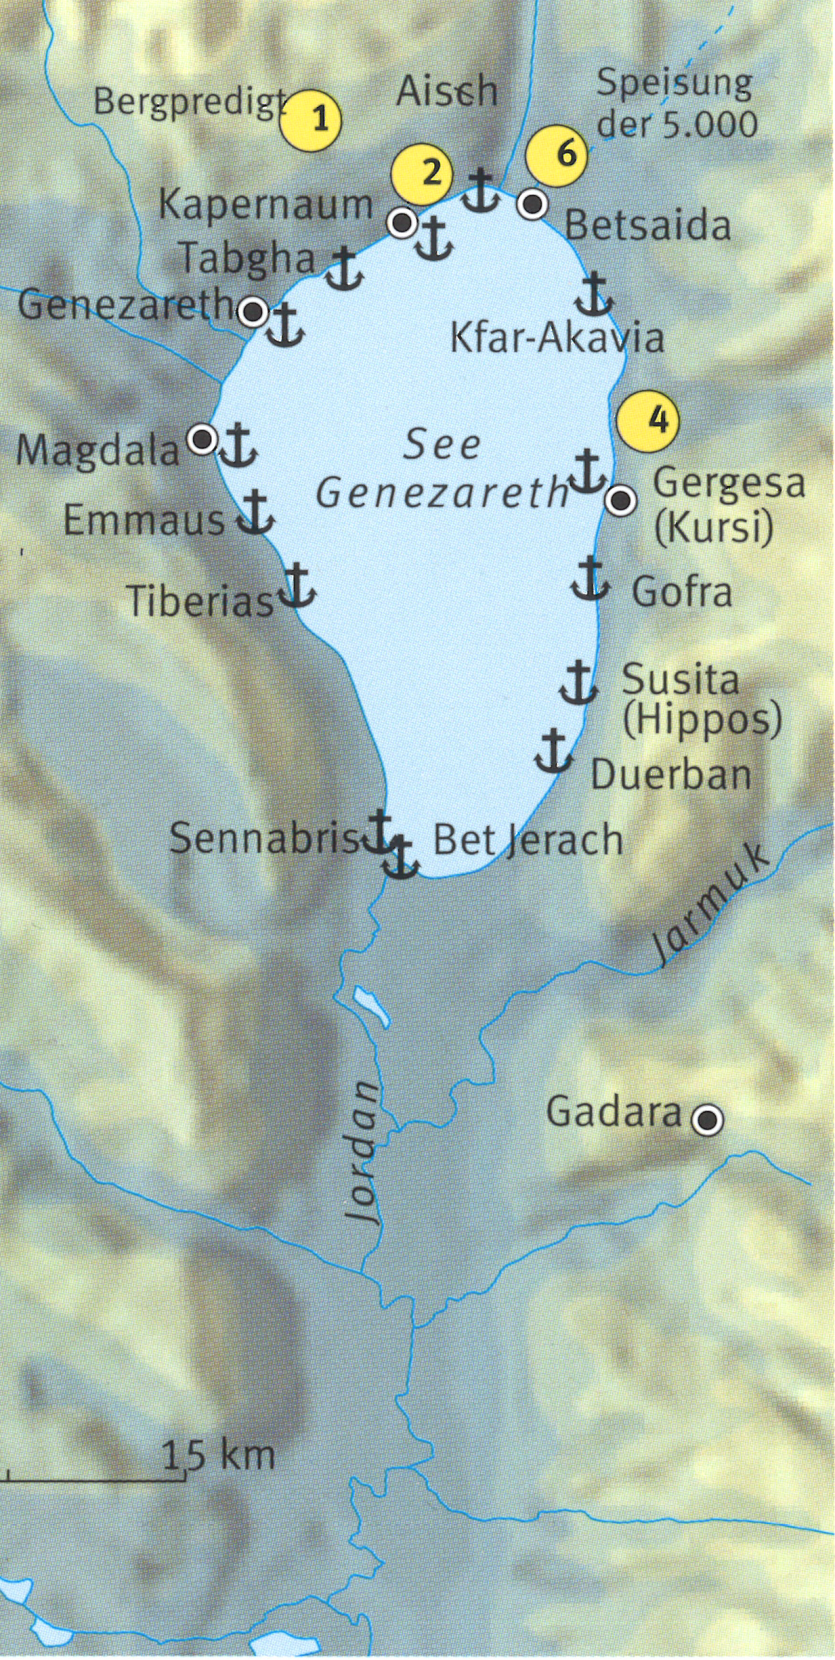 Bergpredigt
1
Aisch
Speisung
der 5.000
2
6
Kapernaum
Betsaida
Tabgha
Genezareth
Kfar-Akavia
4
Magdala
See
Genezareth
Gergesa
(Kursi)
Emmaus
Tiberias
Gofra
Susita
(Hippos)
Duerban
Sennabris
Bet Jerach
Jarmuk
Gadara
Jordan
15 km